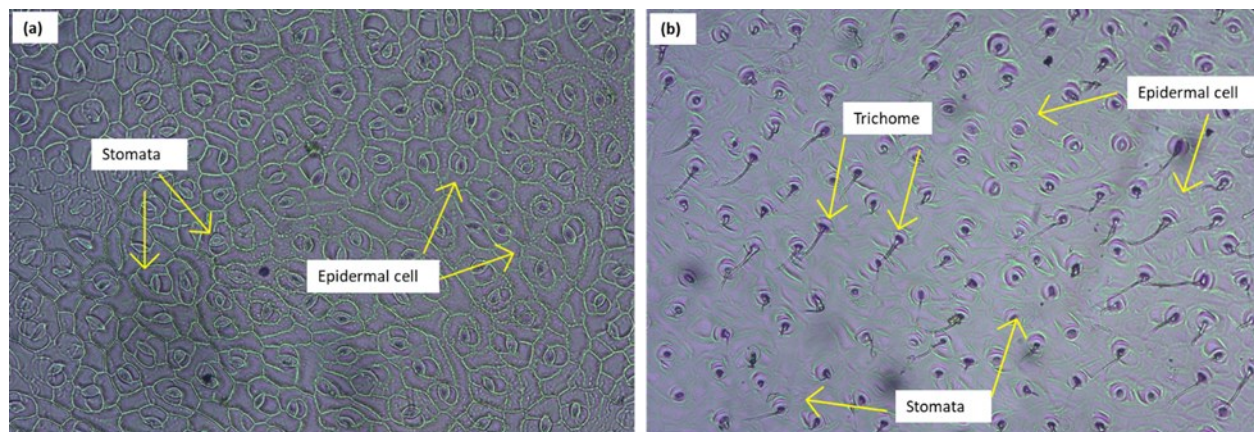 (a)
Stomata
Epidermal cell
(b)
Epidermal cell
Trichome
Stomata